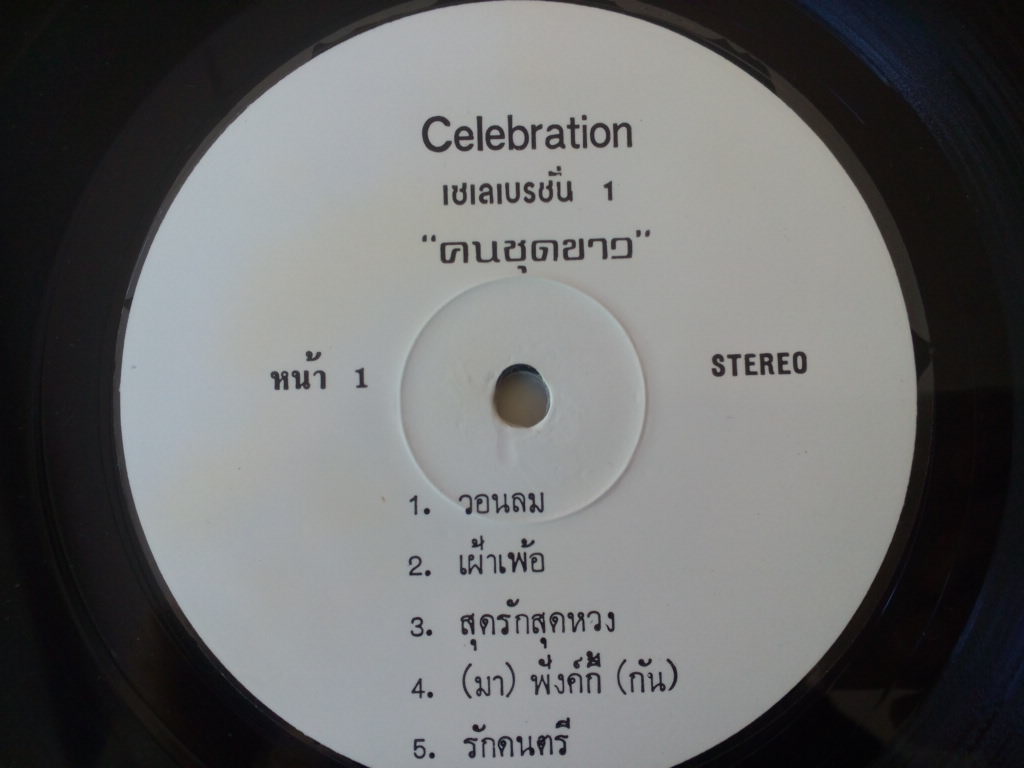 Celebration
เซเลเบรชั่น 1
"คนชุดขาว"
หน้า 1
STEREO
1. วอนลม
2. เฝ้าเพ้อ
3. สุดรักสุดหวง
4. (มา) ฟังค์กี้ (กัน)
5. รักดนตรี